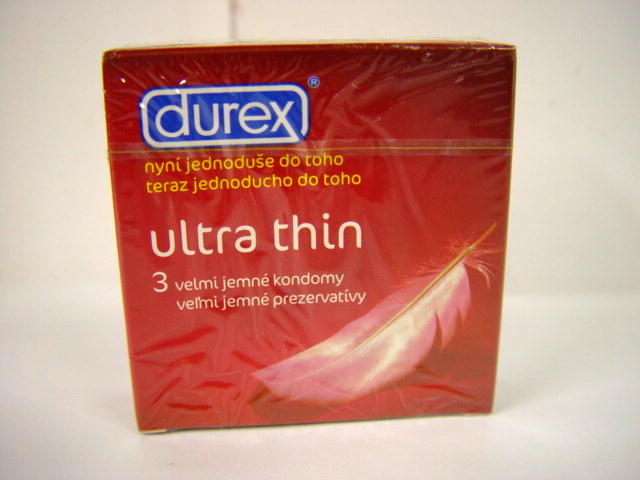 durex®
nyní jednoduše do toho
teraz jednoducho do toho
ultra thin
3 velmi jemné kondomy
veľmi jemné prezervatívy